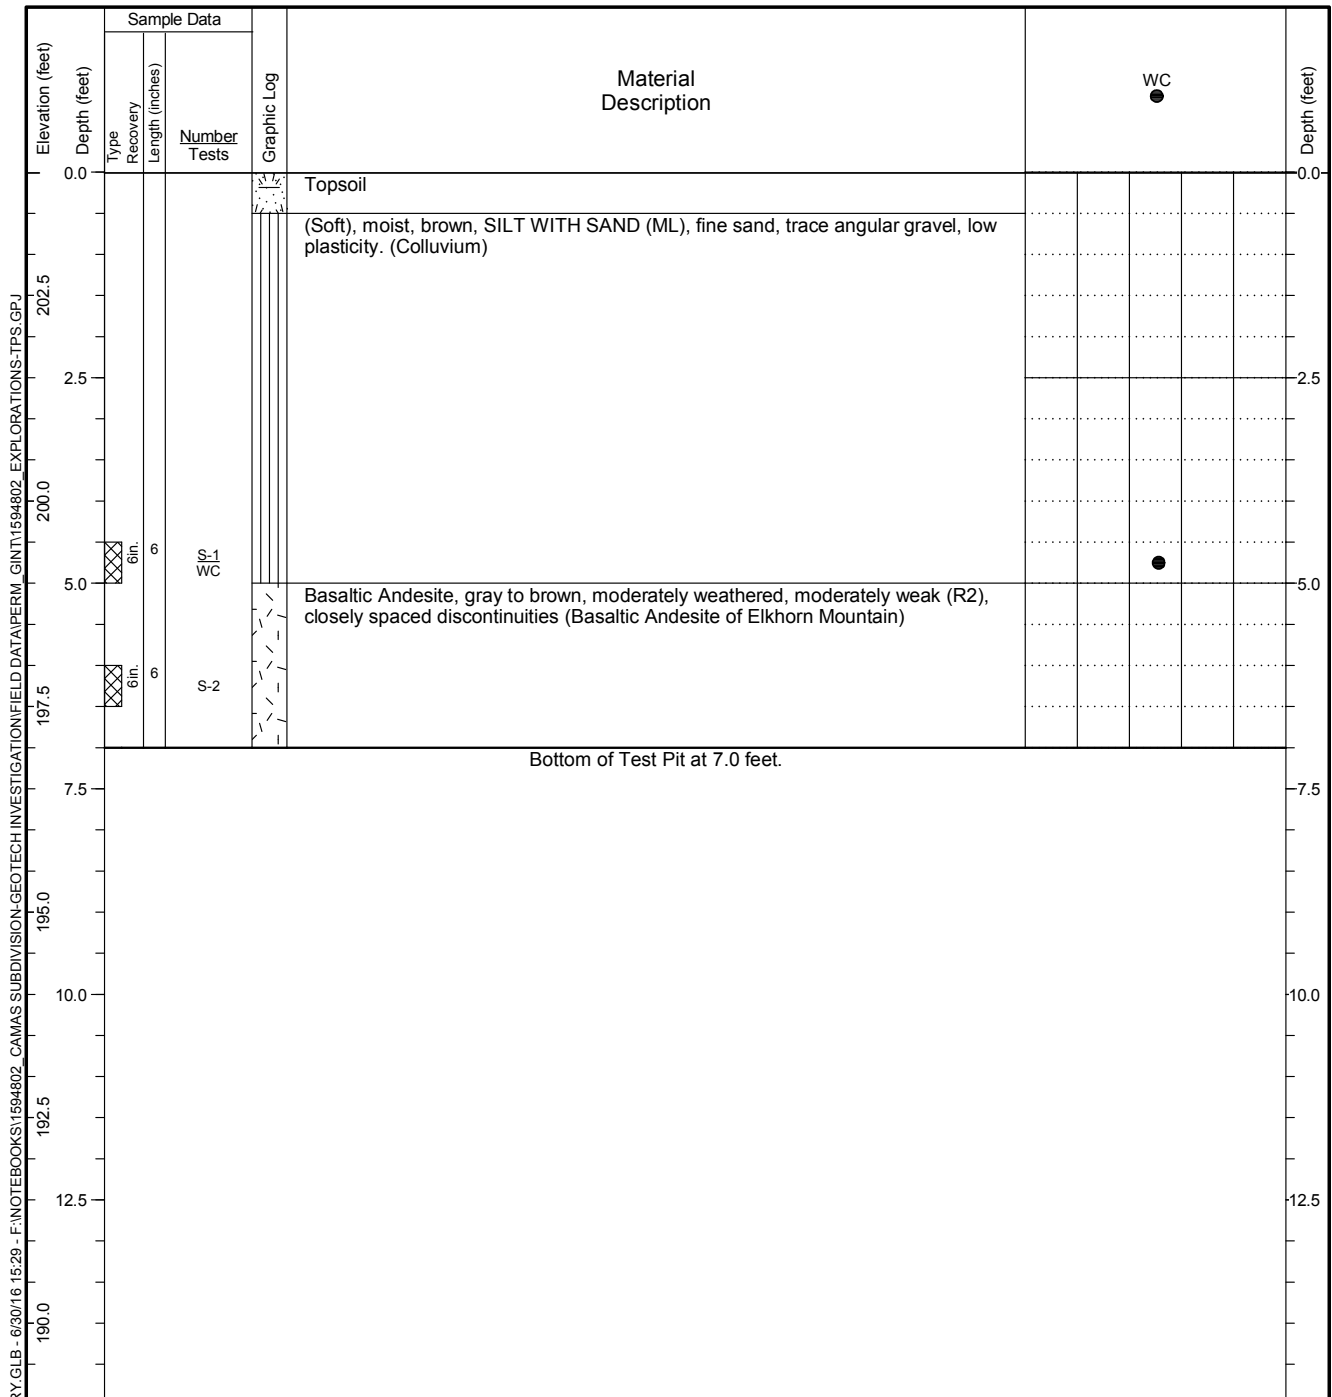 Sample Data
Elevation (feet)
Depth (feet)
Type
Recovery
Length (inches)
Number
Tests
Graphic Log
Material
Description
WC
Depth (feet)
0.0
Topsoil
0.0
(Soft), moist, brown, SILT WITH SAND (ML), fine sand, trace angular gravel, low
plasticity. (Colluvium)
202.5
2.5
2.5
200.0
6in.
6
S-1
WC
5.0
5.0
Basaltic Andesite, gray to brown, moderately weathered, moderately weak (R2),
closely spaced discontinuities (Basaltic Andesite of Elkhorn Mountain)
6in.
6
S-2
197.5
Bottom of Test Pit at 7.0 feet.
7.5
7.5
195.0
10.0
10.0
192.5
12.5
12.5
190.0
RY.GLB - 6/30/16 15:29 - F:\NOTEBOOKS\1594802_CAMAS SUBDIVISION-GEOTECH INVESTIGATION\FIELD DATA\PERM_GINT\1594802_EXPLORATIONS-TPS.GPJ